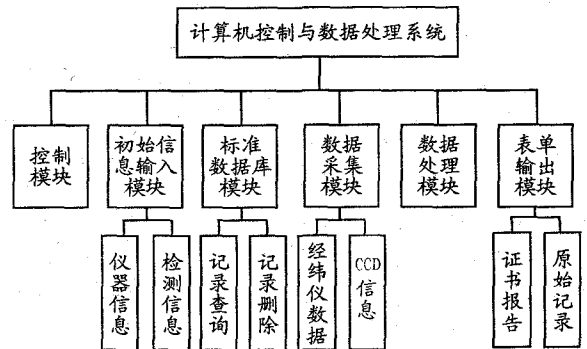 计算机控制与数据处理系统
控制
模块
初始信
息输入
模块
标准
数据库
模块
数据
采集
模块
数据
处理
模块
表单
输出
模块
仪器信息
检测信息
记录查询
记录删除
经纬仪数据
CCD
信息
证书报告
原始记录